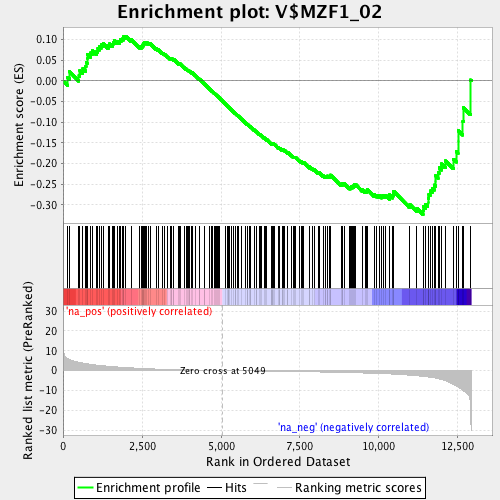 Enrichment plot: V$MZF1_02
Enrichment score (ES)
0.10
0.05
0.00
-0.05
-0.10
-0.15
-0.20
-0.25
-0.30
'na_pos' (positively correlated)
Ranked list metric (PreRanked)
30
20
10
0
-10
-20
-30
Zero cross at 5049
'na_neg' (negatively correlated)
0
2,500
5,000
7,500
10,000
12,500
Rank in Ordered Dataset
Enrichment profile
Hits
Ranking metric scores